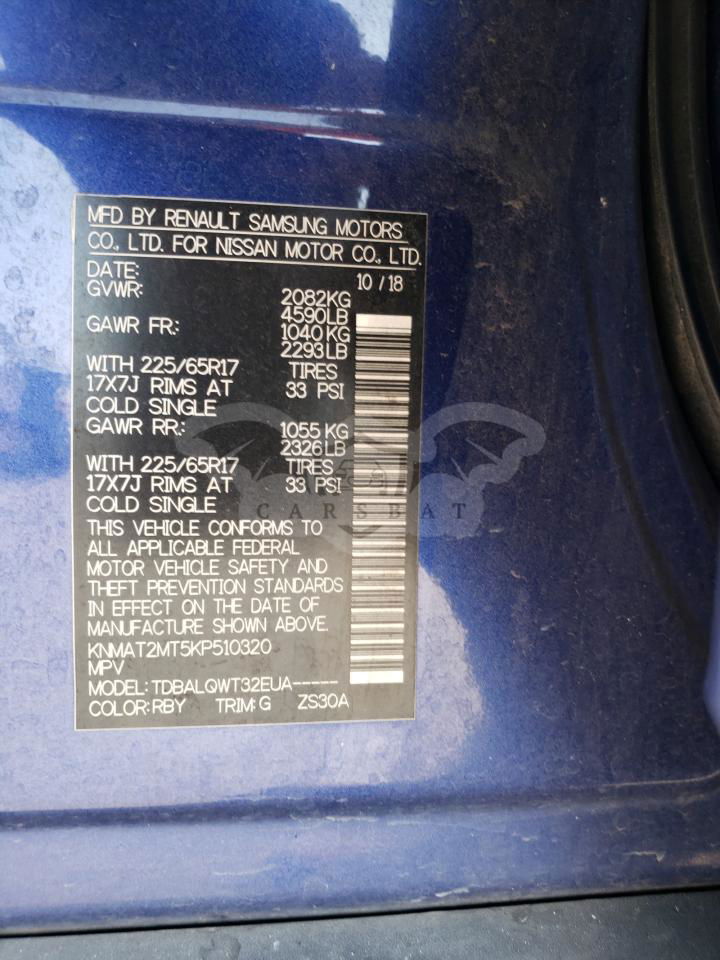 MFD BY RENAULT SAMSUNG MOTORS
CO., LTD. FOR NISSAN MOTOR CO., LTD.
DATE: 10 / 18
GVWR: 2082KG
4590LB
GAWR FR.: 1040KG
2293LB
WITH 225/65R17 TIRES
17X7J RIMS AT 33 PSI
COLD SINGLE
GAWR RR.: 1055 KG
2326LB
WITH 225/65R17 TIRES
17X7J RIMS AT 33 PSI
COLD SINGLE
THIS VEHICLE CONFORMS TO
ALL APPLICABLE FEDERAL
MOTOR VEHICLE SAFETY AND
THEFT PREVENTION STANDARDS
IN EFFECT ON THE DATE OF
MANUFACTURE SHOWN ABOVE.
KNMAT2MT5KP510320
MPV
MODEL: TDBALQWT32EUA-----
COLOR: RBY TRIM: G ZS30A
CARSBAT